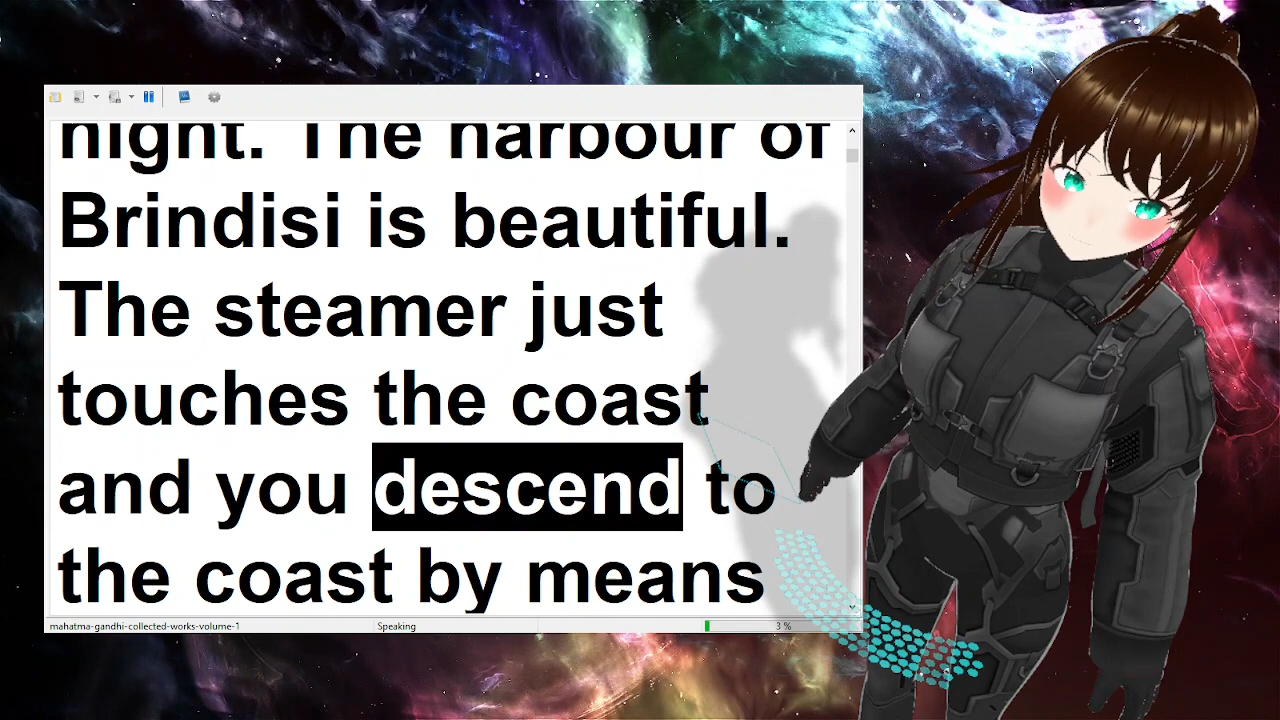 night. The harbour of
Brindisi is beautiful.
The steamer just
touches the coast
and you descend to
the coast by means
mahatma-gandhi-collected-works-volume-1 Speaking 3 %